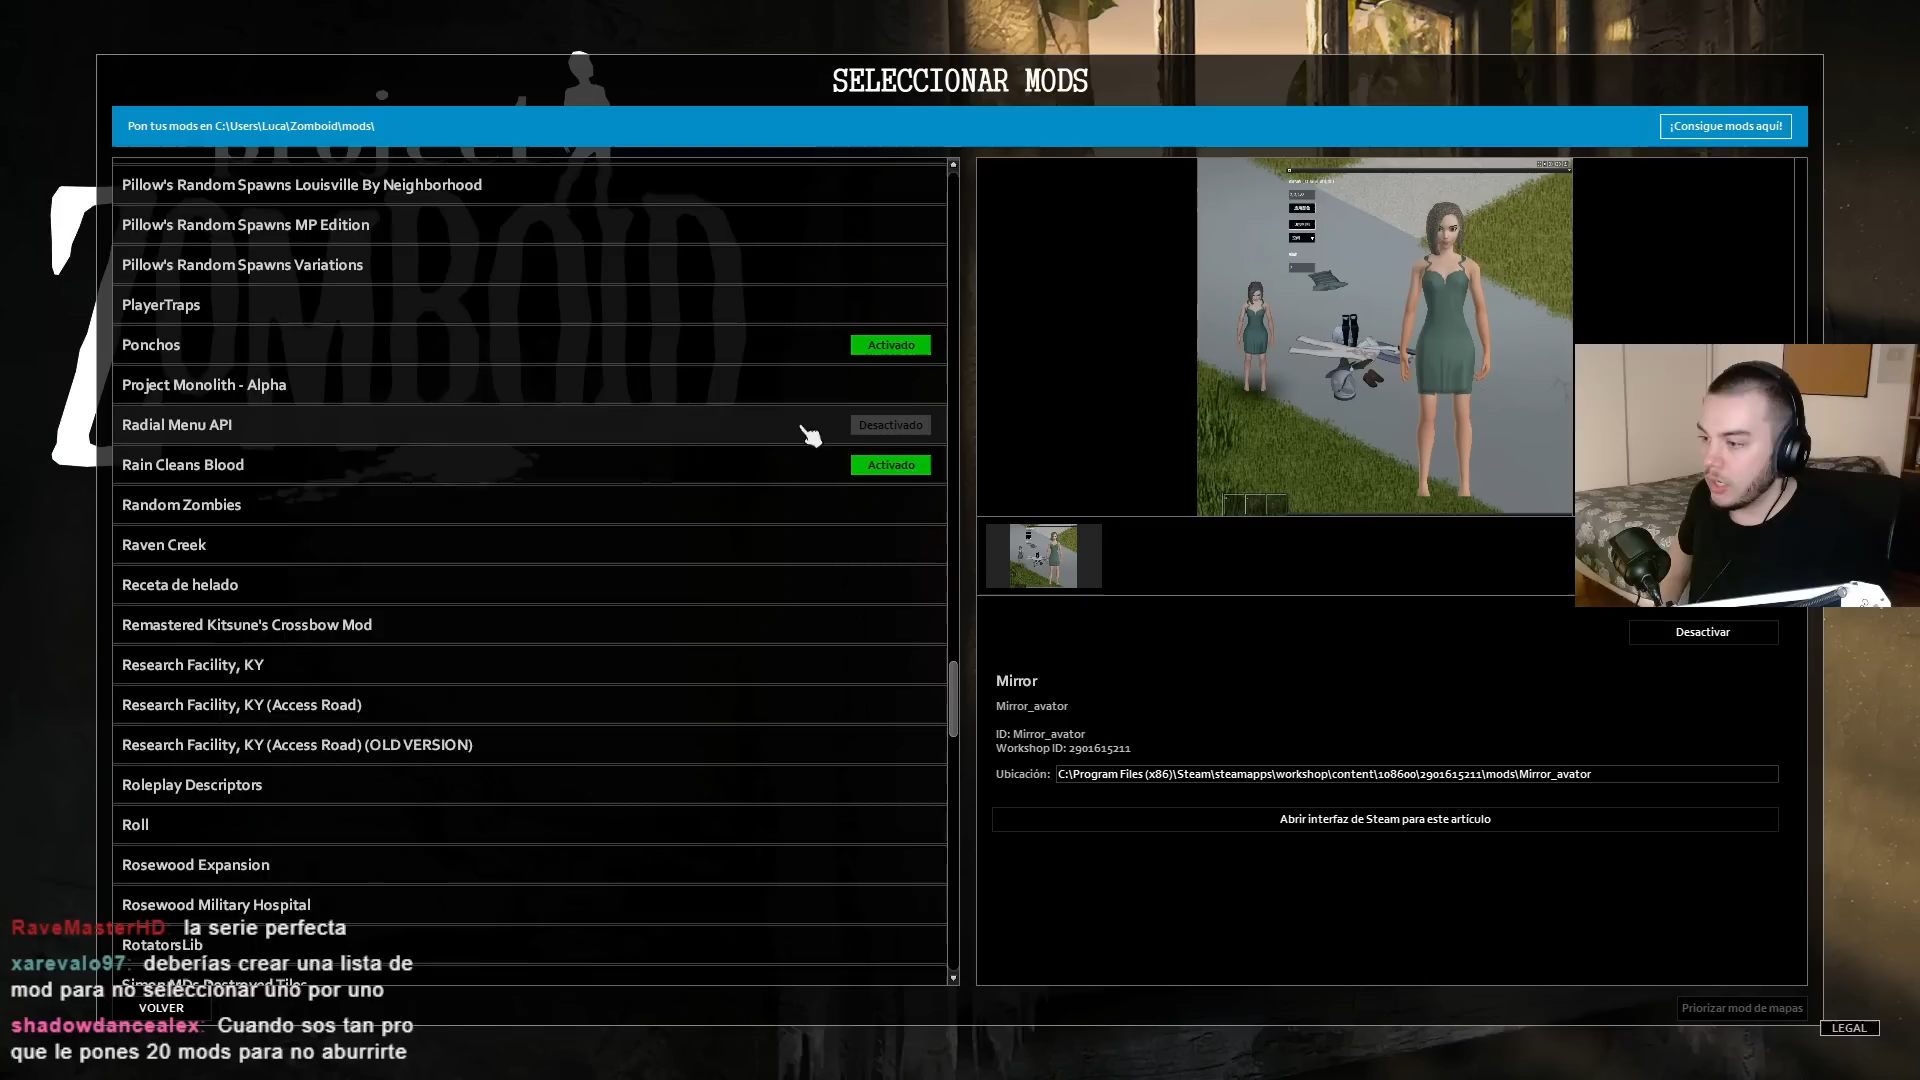 SELECCIONAR MODS
Pon tus mods en C:\Users\Luca\Zomboid\mods\
¡Consigue mods aquí!
project
ZOMBOID
Pillow's Random Spawns Louisville By Neighborhood
Pillow's Random Spawns MP Edition
Pillow's Random Spawns Variations
PlayerTraps
Ponchos
Activado
Project Monolith - Alpha
Radial Menu API
Desactivado
Rain Cleans Blood
Activado
Random Zombies
Raven Creek
Receta de helado
Remastered Kitsune's Crossbow Mod
Research Facility, KY
Research Facility, KY (Access Road)
Research Facility, KY (Access Road) (OLD VERSION)
Roleplay Descriptors
Roll
Rosewood Expansion
Rosewood Military Hospital
RotatorsLib
Simon MDs Destroyed Tiles
VOLVER
RaveMasterHD: la serie perfecta
xarevalo97: deberías crear una lista de
mod para no seleccionar uno por uno
shadowdancealex: Cuando sos tan pro
que le pones 20 mods para no aburrirte
Desactivar
Mirror
Mirror_avator
ID: Mirror_avator
Workshop ID: 2901615211
Ubicación: C:\Program Files (x86)\Steam\steamapps\workshop\content\108600\2901615211\mods\Mirror_avator
Abrir interfaz de Steam para este artículo
Priorizar mod de mapas
LEGAL